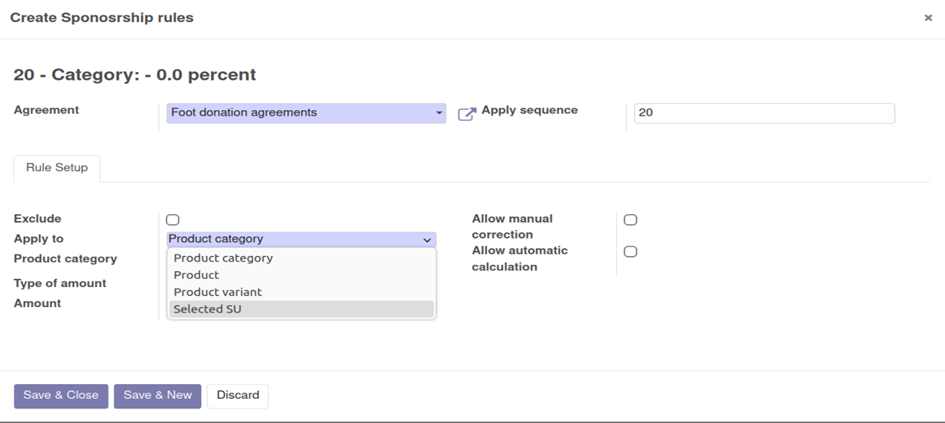 Create Sponosrship rules ×
20 - Category: - 0.0 percent
Agreement Foot donation agreements Apply sequence 20
Rule Setup
Exclude
Apply to Product category
Product category
Type of amount
Amount
Product category
Product
Product variant
Selected SU
Allow manual
correction
Allow automatic
calculation
Save & Close Save & New Discard